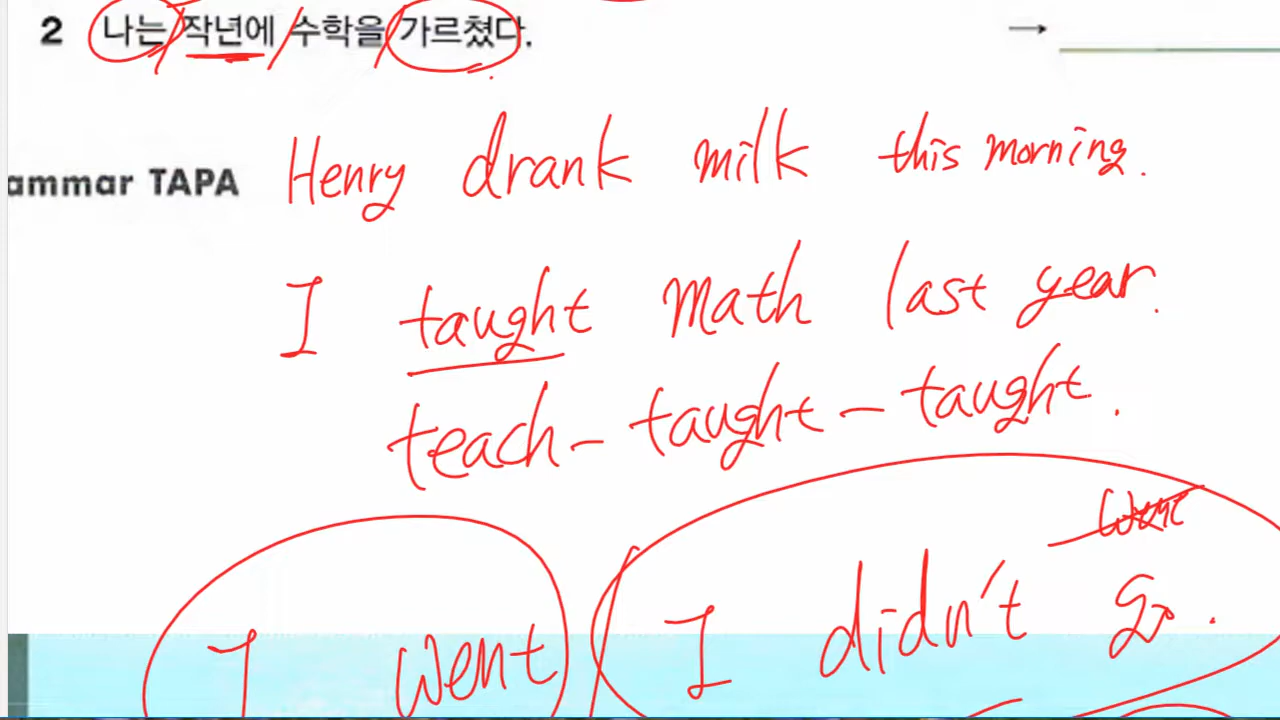 2 나는 작년에 수학을 가르쳤다. →
Henry drank milk this morning.
ammar TAPA
I taught math last year.
teach - taught - taught.
went
I went I didn't go.